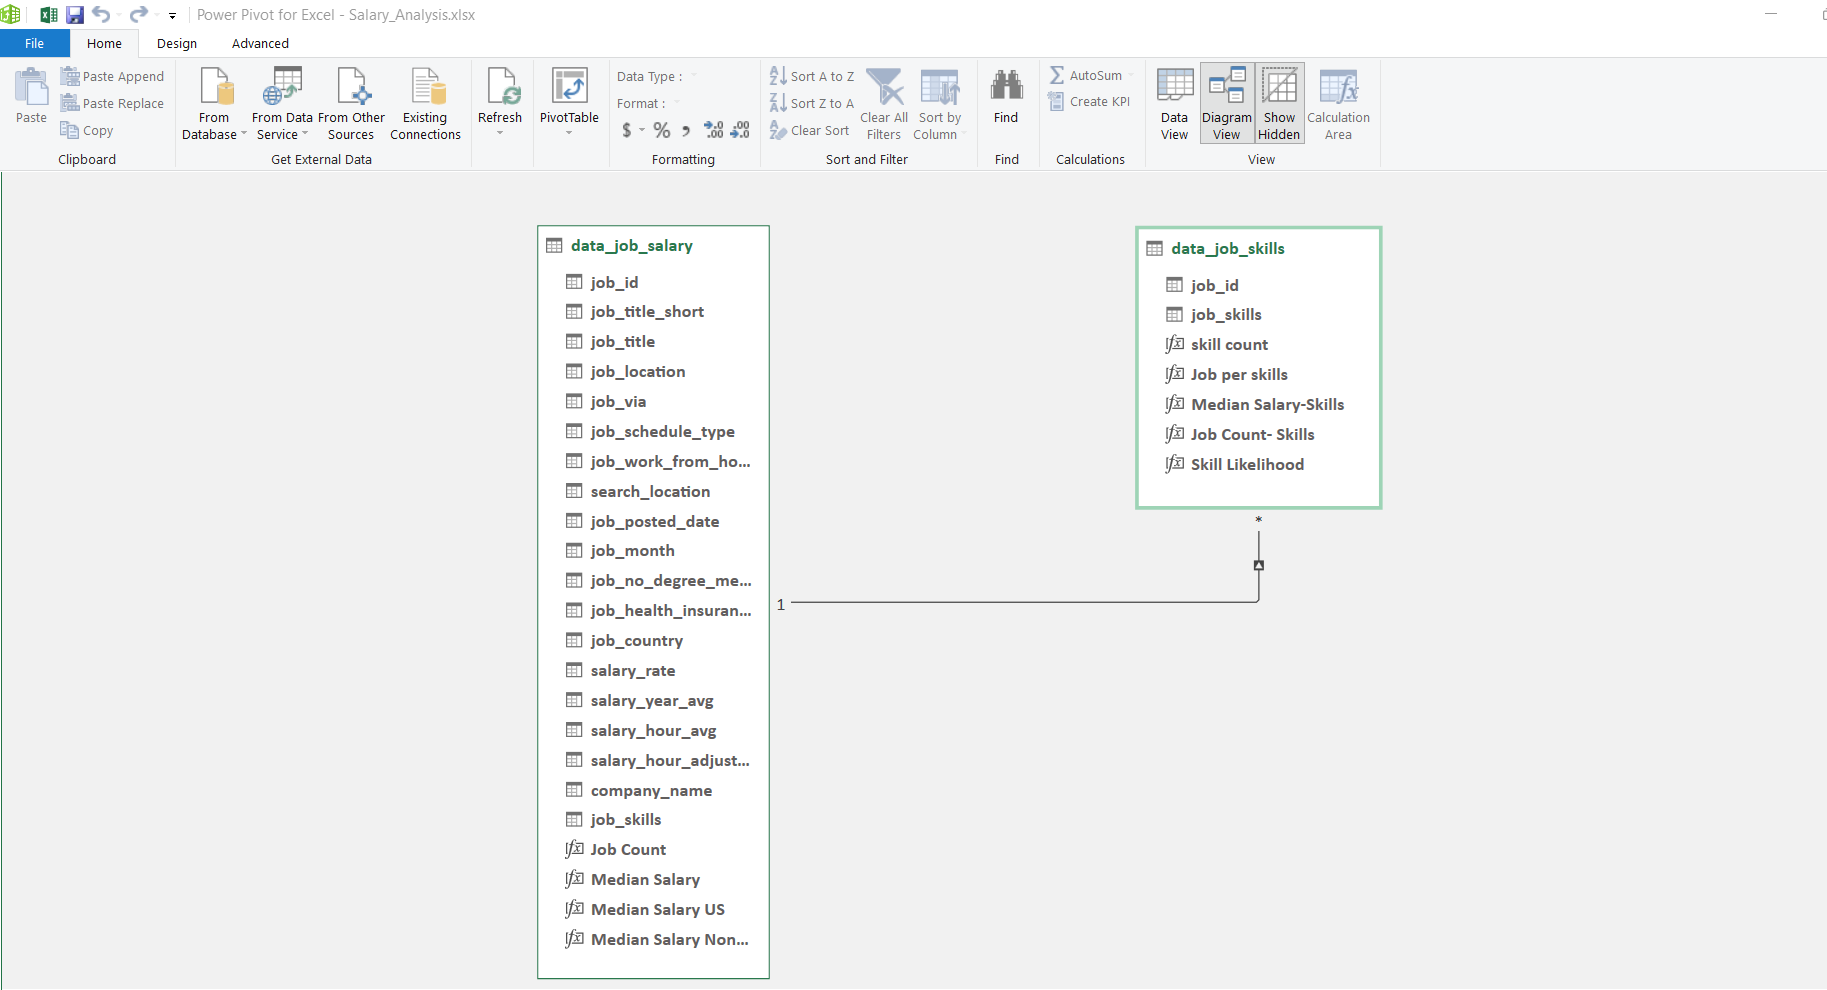 Power Pivot for Excel - Salary_Analysis.xlsx
File Home Design Advanced
Paste
Paste Append
Paste Replace
Copy
Clipboard
From Database
From Data Service
From Other Sources
Existing Connections
Get External Data
Refresh
PivotTable
Data Type :
Format :
$ % , .0 .00 .00 .0
Formatting
Sort A to Z
Sort Z to A
Clear Sort
Clear All Filters
Sort by Column
Sort and Filter
Find
Find
AutoSum
Create KPI
Calculations
Data View
Diagram View
Show Hidden
Calculation Area
View
data_job_salary
job_id
job_title_short
job_title
job_location
job_via
job_schedule_type
job_work_from_ho...
search_location
job_posted_date
job_month
job_no_degree_me...
job_health_insuran...
job_country
salary_rate
salary_year_avg
salary_hour_avg
salary_hour_adjust...
company_name
job_skills
Job Count
Median Salary
Median Salary US
Median Salary Non...
1
data_job_skills
job_id
job_skills
skill count
Job per skills
Median Salary-Skills
Job Count- Skills
Skill Likelihood
*